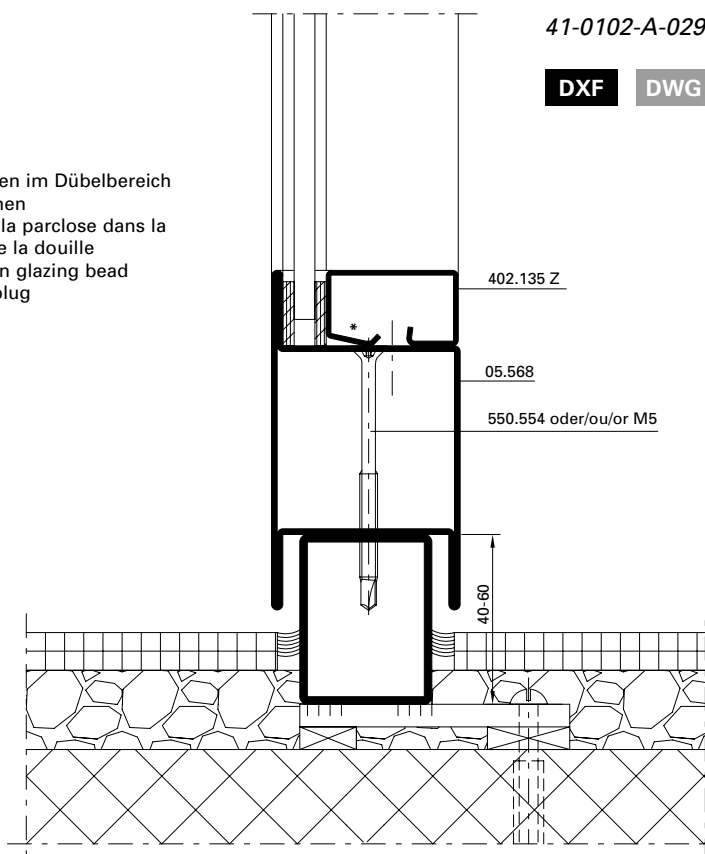 41-0102-A-029
DXF DWG
en im Dübelbereich
nen
la parclose dans la
e la douille
n glazing bead
plug
402.135 Z
*
05.568
550.554 oder/ou/or M5
40-60